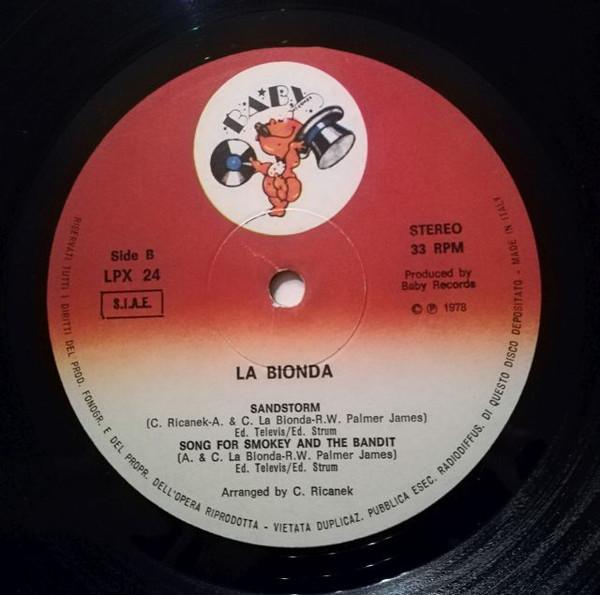 BABY
RECORDS
Side B
LPX 24
S.I.A.E.
STEREO
33 RPM
Produced by
Baby Records
© ℗ 1978
LA BIONDA
SANDSTORM
(C. Ricanek-A. & C. La Bionda-R.W. Palmer James)
Ed. Televis/Ed. Strum
SONG FOR SMOKEY AND THE BANDIT
(A. & C. La Bionda-R.W. Palmer James)
Ed. Televis/Ed. Strum
Arranged by C. Ricanek
RISERVATI TUTTI I DIRITTI DEL PROD. FONOGR. E DEL PROPR. DELL'OPERA RIPRODOTTA - VIETATA DUPLICAZ. PUBBLICA ESEC. RADIODIFFUS. DI QUESTO DISCO DEPOSITATO - MADE IN ITALY